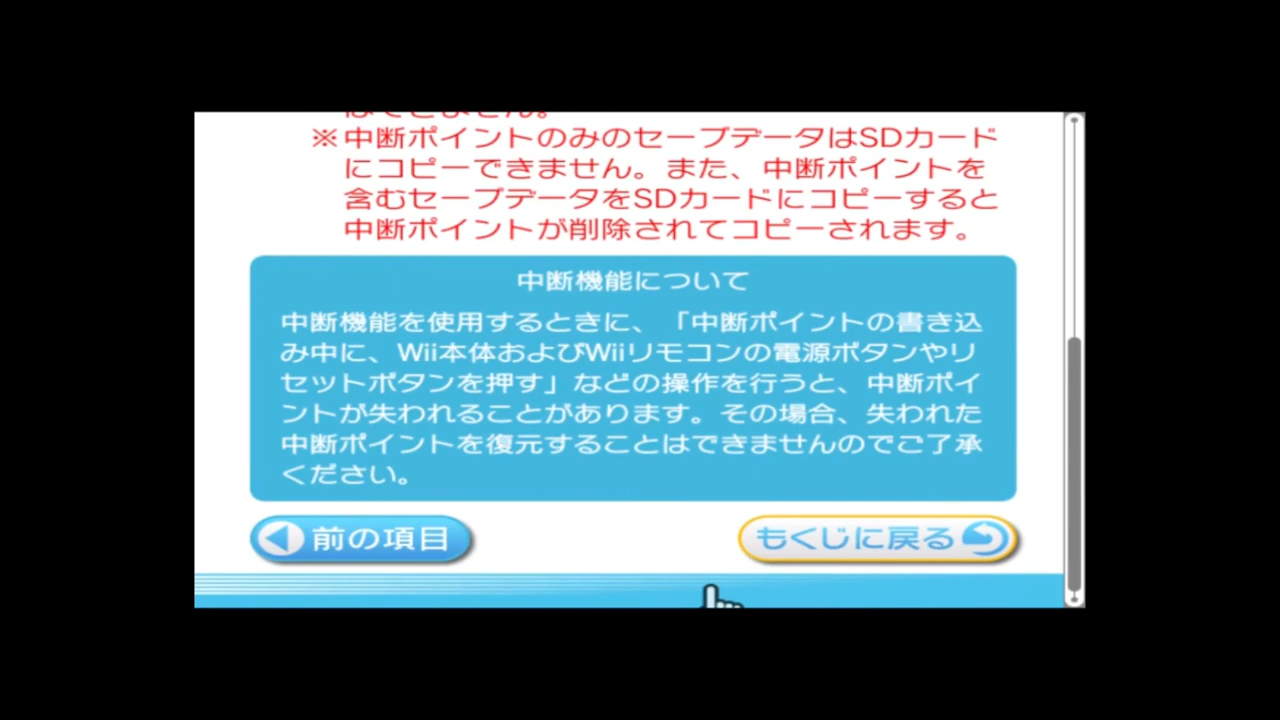 はできません。
※中断ポイントのみのセーブデータはSDカード
にコピーできません。また、中断ポイントを
含むセーブデータをSDカードにコピーすると
中断ポイントが削除されてコピーされます。
中断機能について
中断機能を使用するときに、「中断ポイントの書き込
み中に、Wii本体およびWiiリモコンの電源ボタンやリ
セットボタンを押す」などの操作を行うと、中断ポイ
ントが失われることがあります。その場合、失われた
中断ポイントを復元することはできませんのでご了承
ください。
前の項目
もくじに戻る